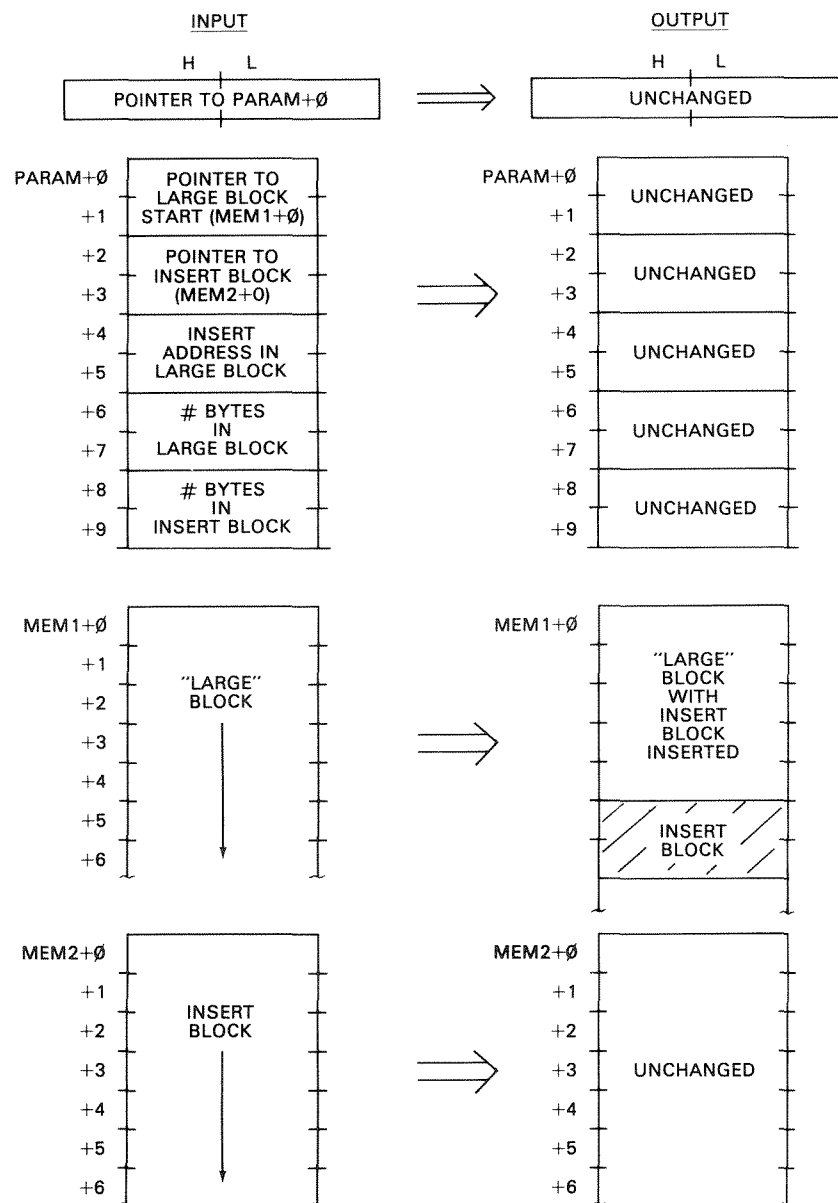 INPUT
OUTPUT
H L
POINTER TO PARAM+Ø
H L
UNCHANGED
PARAM+Ø
+1
POINTER TO
LARGE BLOCK
START (MEM1+Ø)
+2
+3
POINTER TO
INSERT BLOCK
(MEM2+O)
+4
+5
INSERT
ADDRESS IN
LARGE BLOCK
+6
+7
# BYTES
IN
LARGE BLOCK
+8
+9
# BYTES
IN
INSERT BLOCK
PARAM+Ø
+1
UNCHANGED
+2
+3
UNCHANGED
+4
+5
UNCHANGED
+6
+7
UNCHANGED
+8
+9
UNCHANGED
MEM1+Ø
+1
+2
+3
+4
+5
+6
"LARGE"
BLOCK
MEM1+Ø
"LARGE"
BLOCK
WITH
INSERT
BLOCK
INSERTED
INSERT
BLOCK
MEM2+Ø
+1
+2
+3
+4
+5
+6
INSERT
BLOCK
MEM2+Ø
+1
+2
+3
+4
+5
+6
UNCHANGED